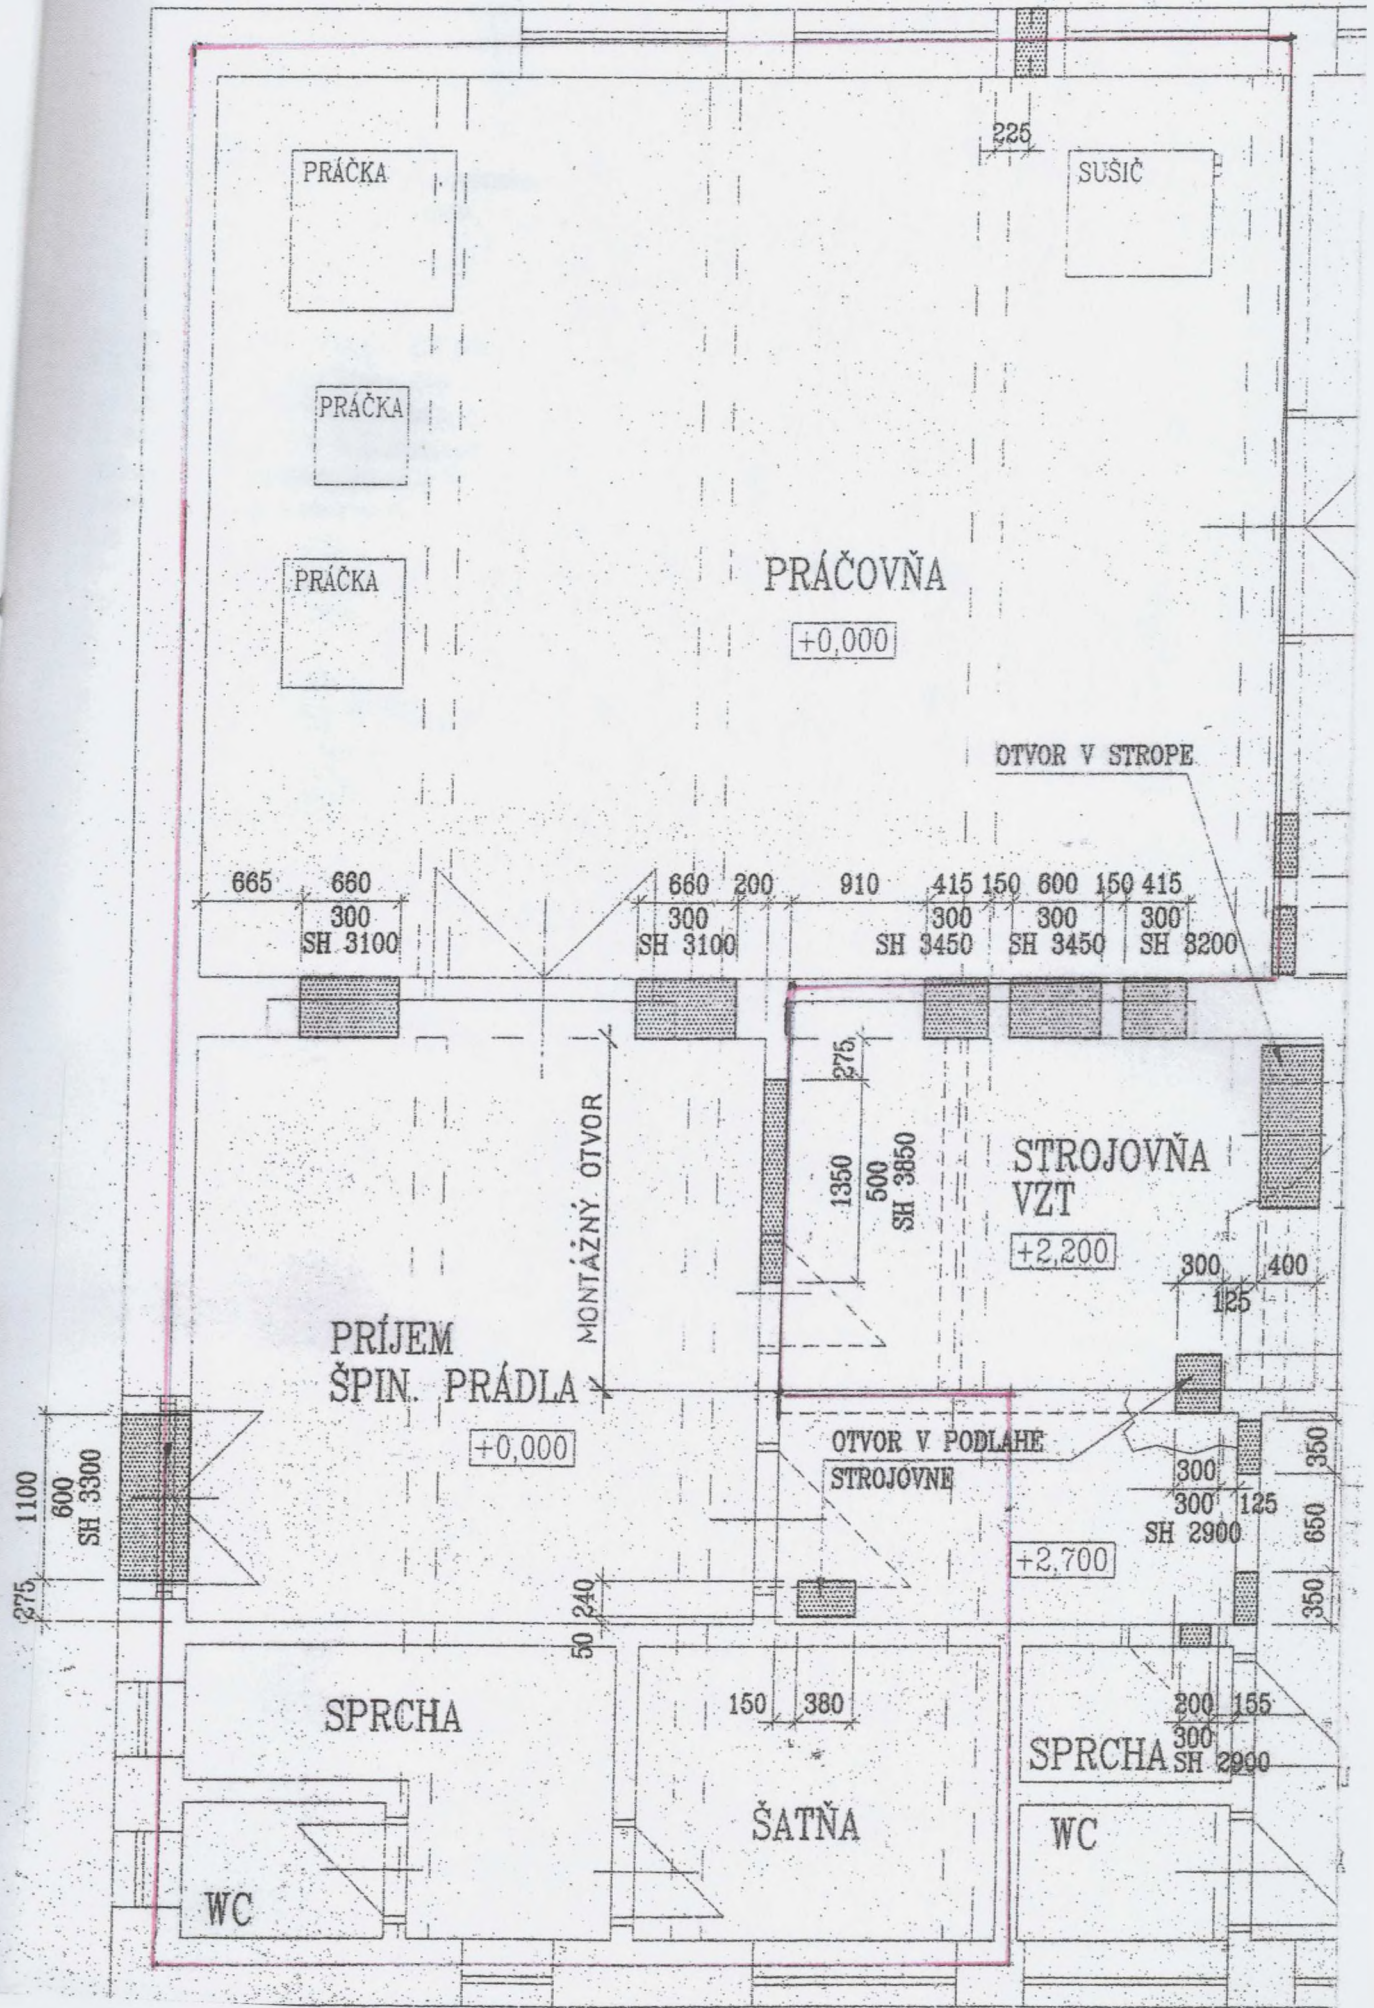 225
PRÁČKA
SUŠIČ
PRÁČKA
PRÁČKA
PRÁČOVŇA
+0,000
OTVOR V STROPE
665 660 660 200 910 415 150 600 150 415
300 300 300 300 300
SH 3100 SH 3100 SH 3450 SH 3450 SH 3200
275
1350
500
SH 3850
MONTÁŽNÝ OTVOR
STROJOVŇA
VZT
+2,200
300 400
125
PRÍJEM
ŠPIN. PRÁDLA
+0,000
OTVOR V PODLAHE
STROJOVNE
1100
600
SH 3300
275
300
300 125
SH 2900
350
650
350
+2,700
240
50
SPRCHA
150 380
200 155
300
SPRCHA SH 2900
ŠATŇA
WC
WC